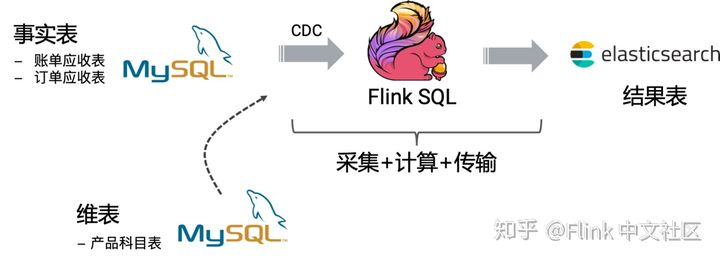 事实表
– 账单应收表
– 订单应收表
MySQL™
CDC
Flink SQL
elasticsearch
结果表
采集+计算+传输
维表
– 产品科目表
MySQL™
知乎 @Flink 中文社区